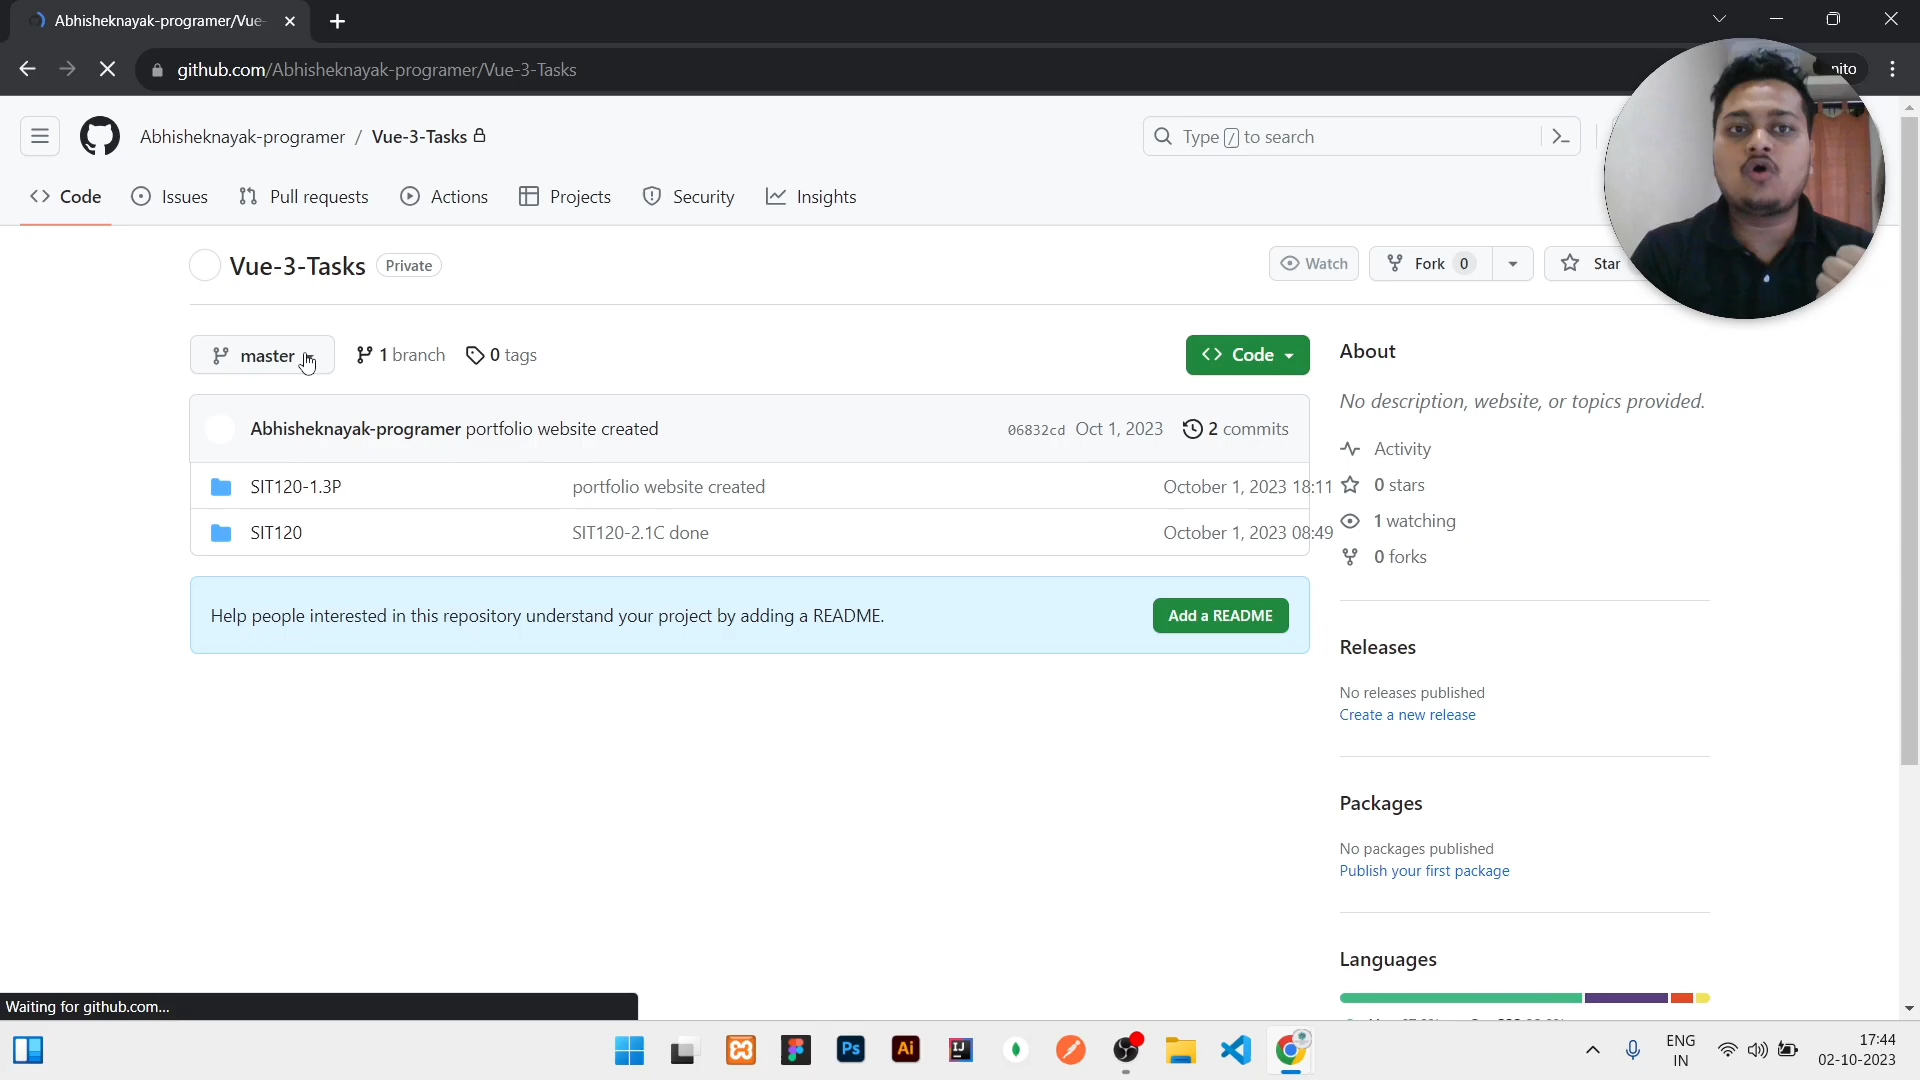 Abhisheknayak-programer/Vue-
github.com/Abhisheknayak-programer/Vue-3-Tasks
nito
Abhisheknayak-programer / Vue-3-Tasks
Type / to search
Code Issues Pull requests Actions Projects Security Insights
Vue-3-Tasks Private
Watch Fork 0 Star
master 1 branch 0 tags
Code
About
No description, website, or topics provided.
Abhisheknayak-programer portfolio website created 06832cd Oct 1, 2023 2 commits
Activity
SIT120-1.3P portfolio website created October 1, 2023 18:11
0 stars
1 watching
SIT120 SIT120-2.1C done October 1, 2023 08:49
0 forks
Help people interested in this repository understand your project by adding a README. Add a README
Releases
No releases published
Create a new release
Packages
No packages published
Publish your first package
Languages
Waiting for github.com...
Ps Ai IJ
ENG
IN
17:44
02-10-2023